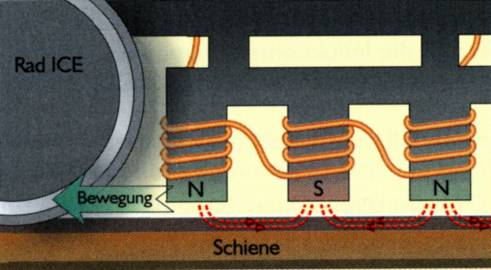 Rad ICE
Bewegung
N
S
N
Schiene